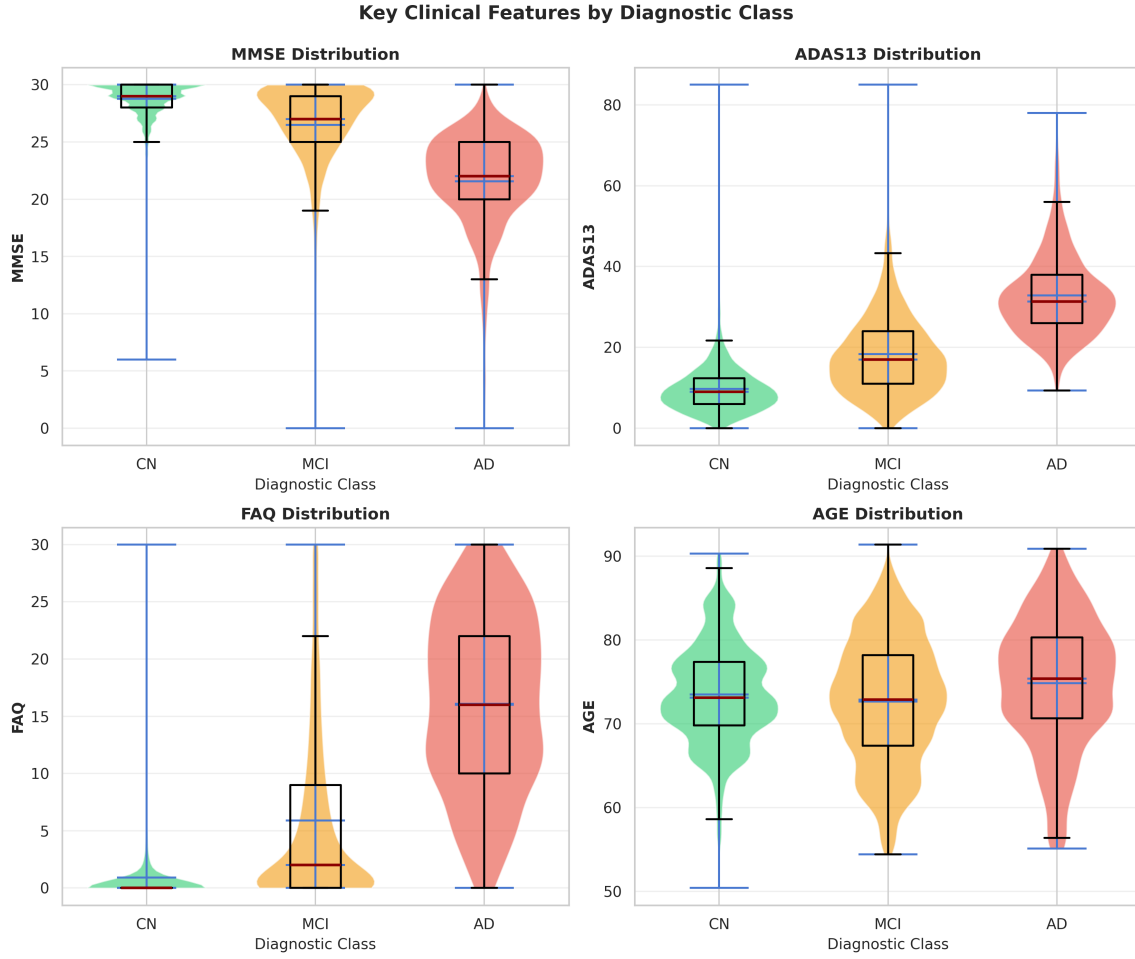 Key Clinical Features by Diagnostic Class
MMSE Distribution
MMSE
30
25
20
15
10
5
0
CN
MCI
AD
Diagnostic Class
ADAS13 Distribution
ADAS13
80
60
40
20
0
CN
MCI
AD
Diagnostic Class
FAQ Distribution
FAQ
30
25
20
15
10
5
0
CN
MCI
AD
Diagnostic Class
AGE Distribution
AGE
90
80
70
60
50
CN
MCI
AD
Diagnostic Class